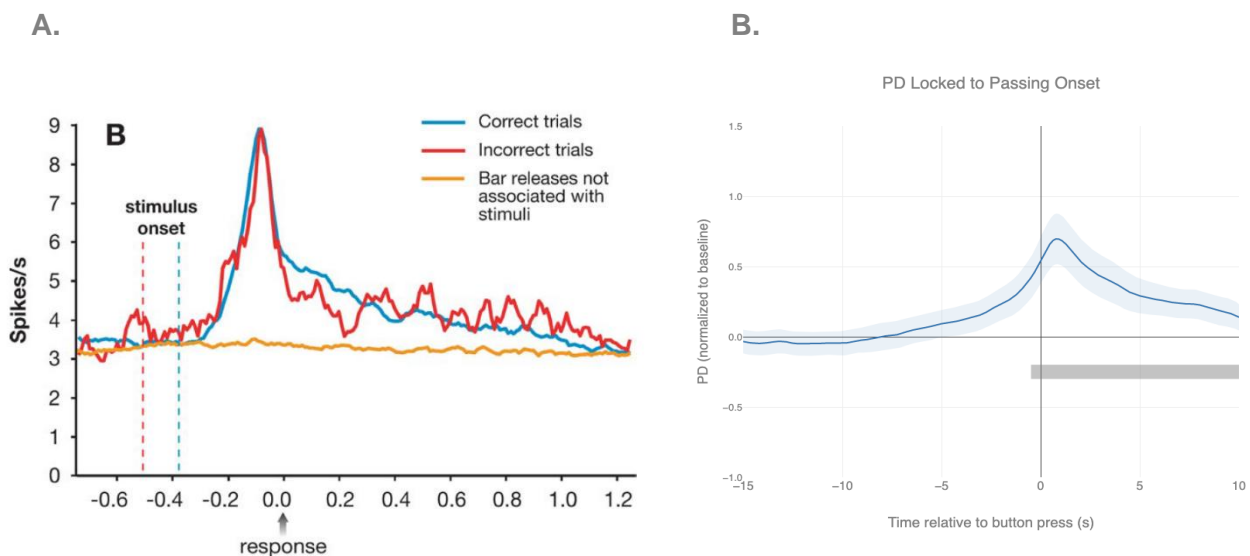 A.
B
9
8
7
6
5
4
3
2
1
0
Spikes/s
Correct trials
Incorrect trials
Bar releases not
associated with
stimuli
stimulus
onset
-0.6 -0.4 -0.2 0.0 0.2 0.4 0.6 0.8 1.0 1.2
response
B.
PD Locked to Passing Onset
1.5
1.0
0.5
0.0
−0.5
−1.0
PD (normalized to baseline)
−15 −10 −5 0 5 10
Time relative to button press (s)